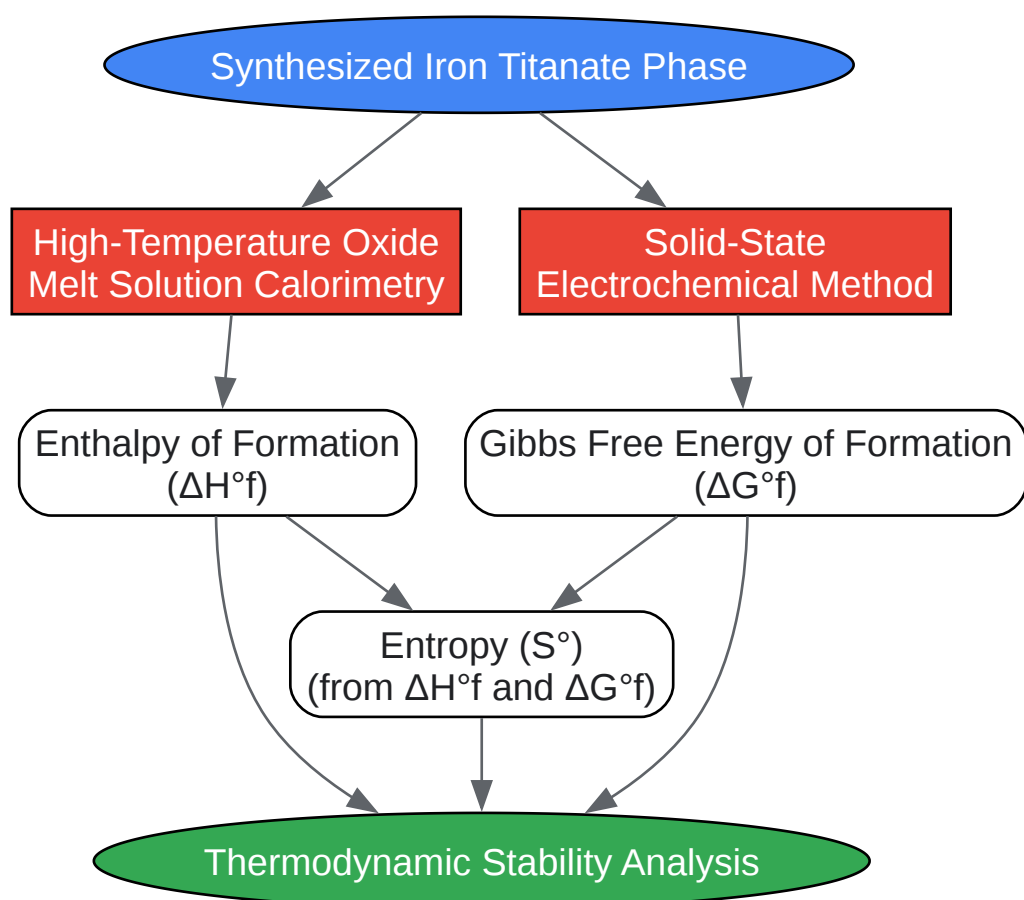 Synthesized Iron Titanate Phase
High-Temperature Oxide
Melt Solution Calorimetry
Solid-State
Electrochemical Method
Enthalpy of Formation
(ΔH°f)
Gibbs Free Energy of Formation
(ΔG°f)
Entropy (S°)
(from ΔH°f and ΔG°f)
Thermodynamic Stability Analysis